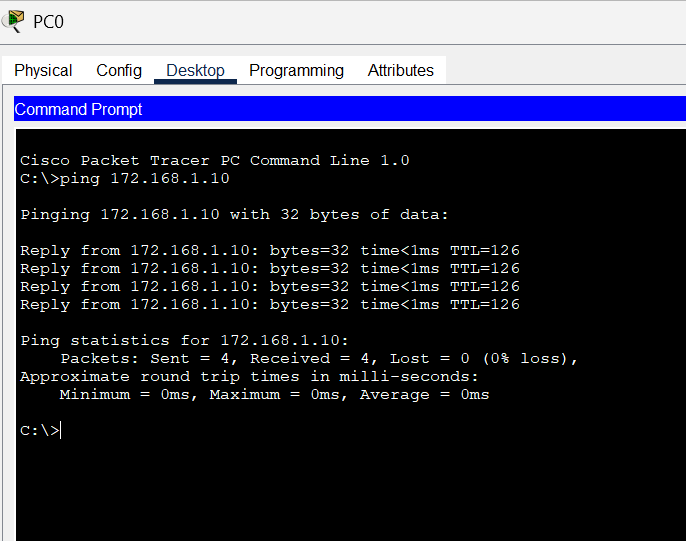 PC0
Physical Config Desktop Programming Attributes
Command Prompt
Cisco Packet Tracer PC Command Line 1.0
C:\>ping 172.168.1.10
Pinging 172.168.1.10 with 32 bytes of data:
Reply from 172.168.1.10: bytes=32 time<1ms TTL=126
Reply from 172.168.1.10: bytes=32 time<1ms TTL=126
Reply from 172.168.1.10: bytes=32 time<1ms TTL=126
Reply from 172.168.1.10: bytes=32 time<1ms TTL=126
Ping statistics for 172.168.1.10:
Packets: Sent = 4, Received = 4, Lost = 0 (0% loss),
Approximate round trip times in milli-seconds:
Minimum = 0ms, Maximum = 0ms, Average = 0ms
C:\>